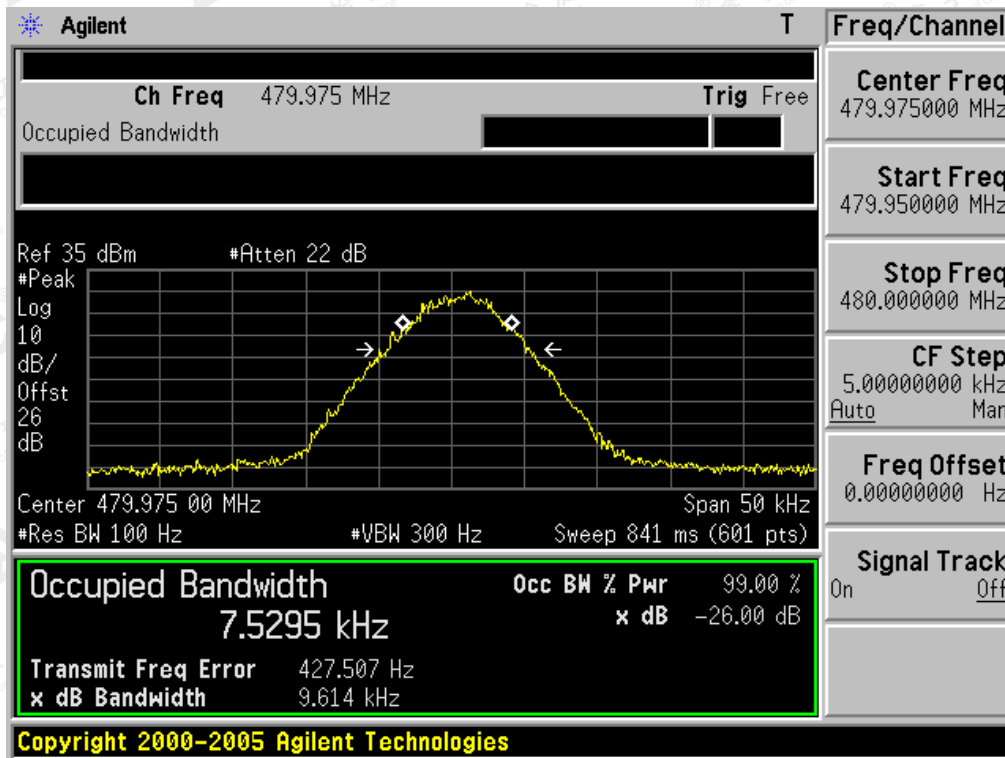 Agilent T
Ch Freq 479.975 MHz Trig Free
Occupied Bandwidth
Ref 35 dBm #Atten 22 dB
#Peak
Log
10
dB/
Offst
26
dB
Center 479.975 00 MHz Span 50 kHz
#Res BW 100 Hz #VBW 300 Hz Sweep 841 ms (601 pts)
Occupied Bandwidth Occ BW % Pwr 99.00 %
7.5295 kHz x dB -26.00 dB
Transmit Freq Error 427.507 Hz
x dB Bandwidth 9.614 kHz
Copyright 2000-2005 Agilent Technologies
Freq/Channel
Center Freq
479.975000 MHz
Start Freq
479.950000 MHz
Stop Freq
480.000000 MHz
CF Step
5.00000000 kHz
Auto Man
Freq Offset
0.00000000 Hz
Signal Track
On Off